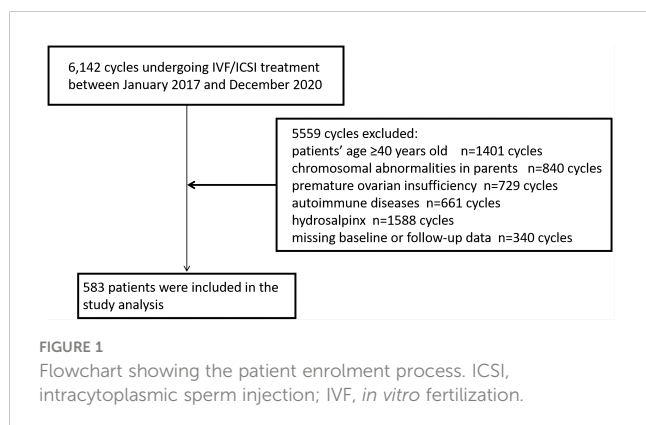 6,142 cycles undergoing IVF/ICSI treatment
between January 2017 and December 2020
5559 cycles excluded:
patients' age ≥40 years old n=1401 cycles
chromosomal abnormalities in parents n=840 cycles
premature ovarian insufficiency n=729 cycles
autoimmune diseases n=661 cycles
hydrosalpinx n=1588 cycles
missing baseline or follow-up data n=340 cycles
583 patients were included in the
study analysis
FIGURE 1
Flowchart showing the patient enrolment process. ICSI,
intracytoplasmic sperm injection; IVF, in vitro fertilization.